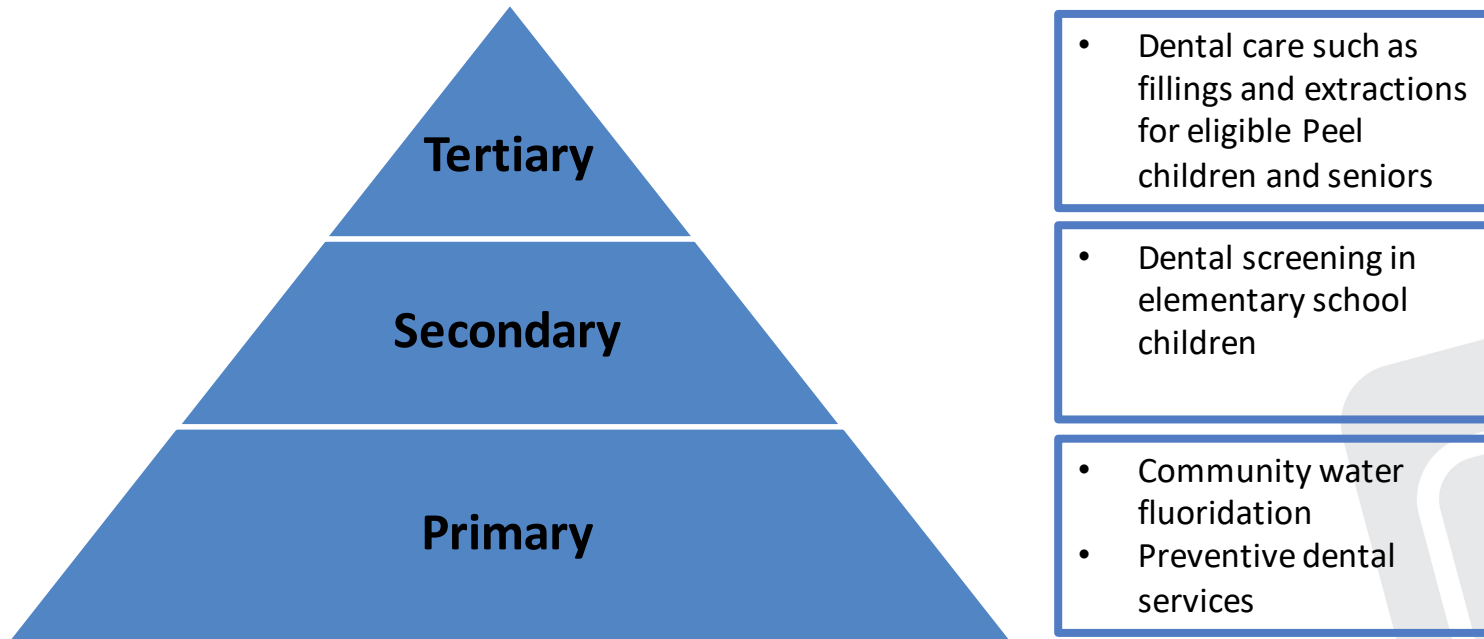 Tertiary
• Dental care such as
fillings and extractions
for eligible Peel
children and seniors
Secondary
• Dental screening in
elementary school
children
Primary
• Community water
fluoridation
• Preventive dental
services